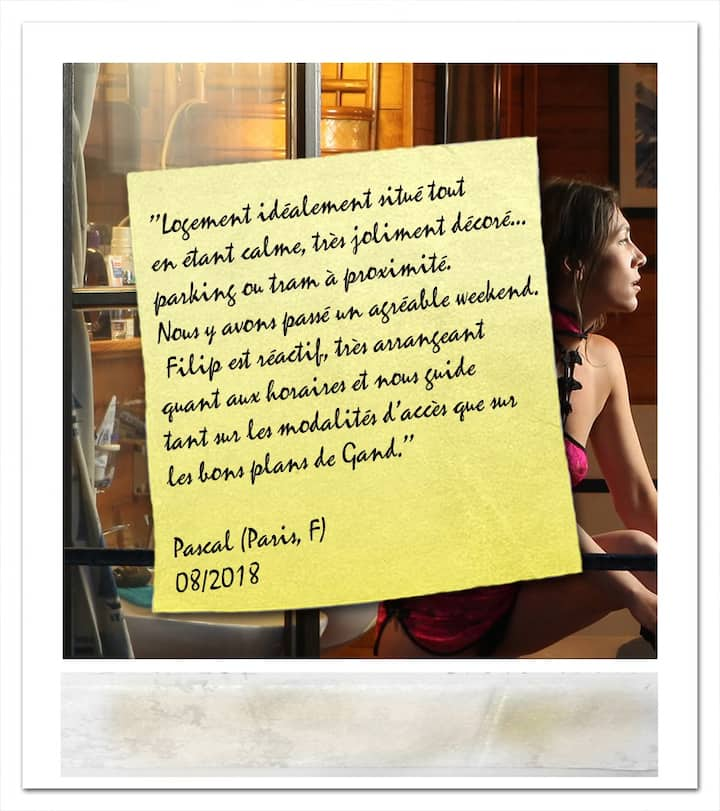 ”Logement idéalement situé tout
en étant calme, très joliment décoré...
parking ou tram à proximité.
Nous y avons passé un agréable weekend.
Filip est réactif, très arrangeant
quant aux horaires et nous guide
tant sur les modalités d’accès que sur
les bons plans de Gand.”
Pascal (Paris, F)
08/2018